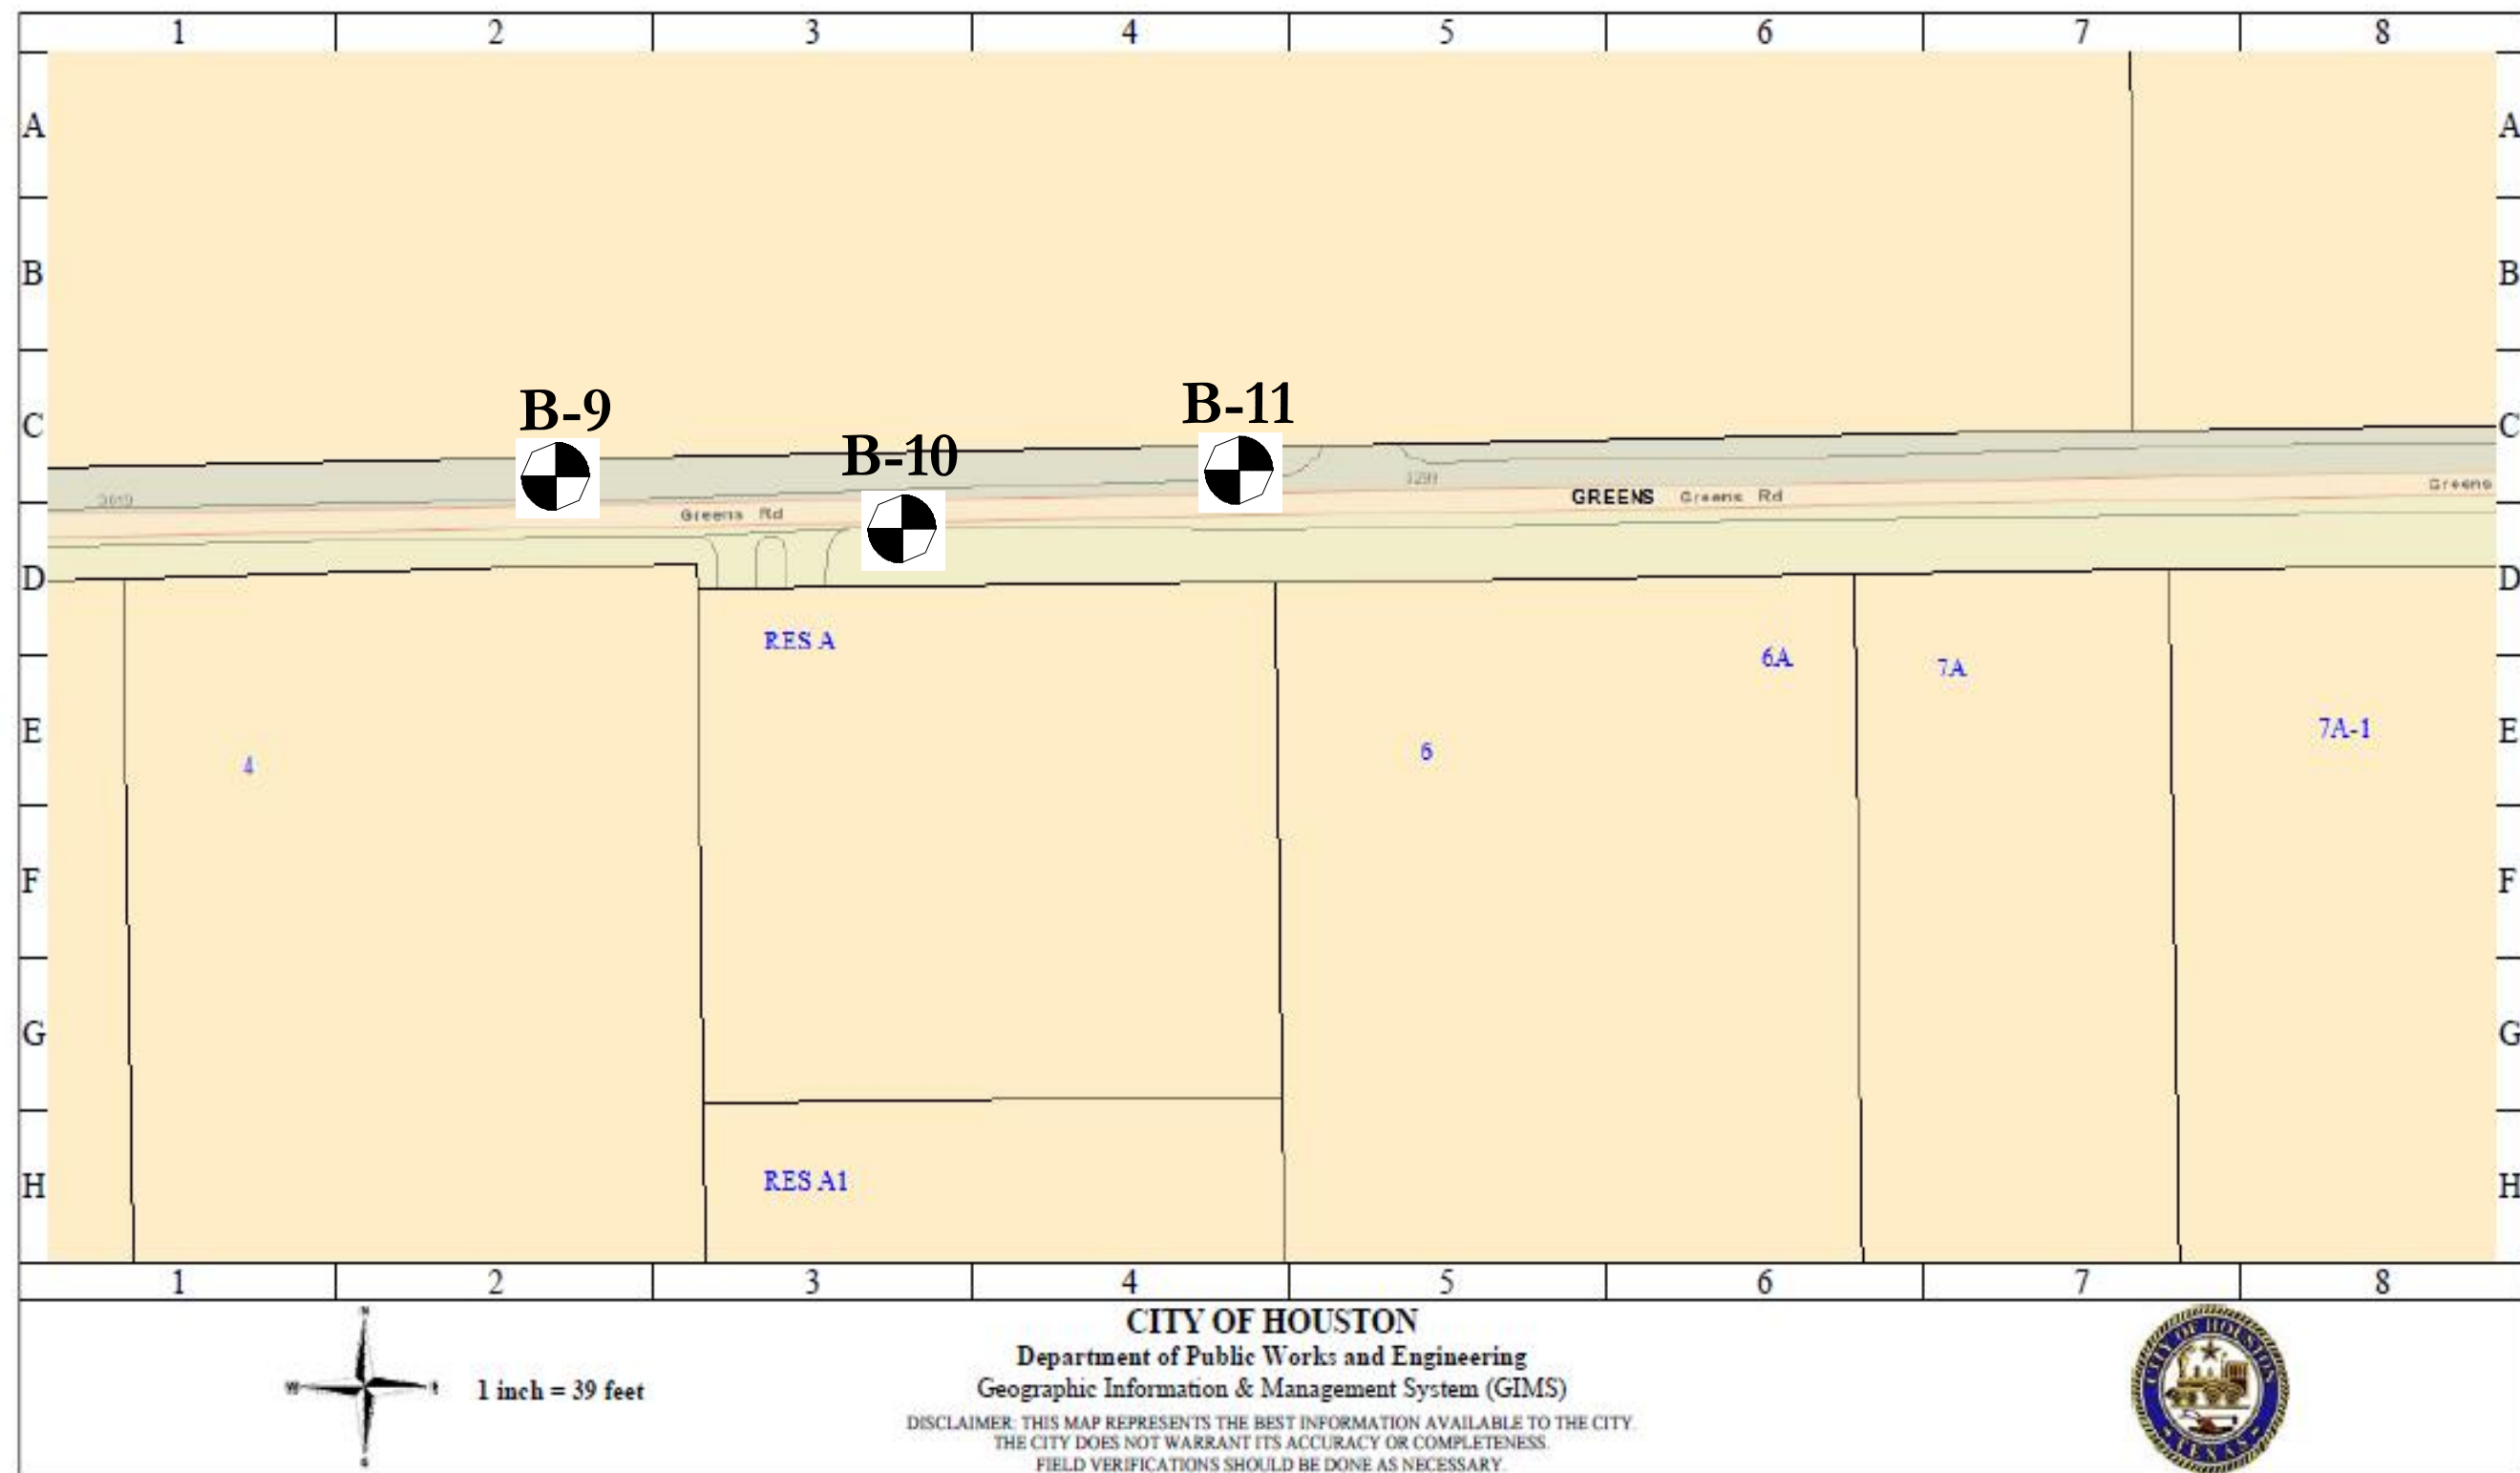 1 2 3 4 5 6 7 8
A A
B B
B-9 B-11
C C
B-10
GREENS Greens Rd Greens
Greens Rd
D D
RES A
6A
7A
E E
7A-1
6
4
F F
G G
H H
RES A1
1 2 3 4 5 6 7 8
N
W
1 inch = 39 feet
CITY OF HOUSTON
Department of Public Works and Engineering
Geographic Information & Management System (GIMS)
DISCLAIMER: THIS MAP REPRESENTS THE BEST INFORMATION AVAILABLE TO THE CITY.
THE CITY DOES NOT WARRANT ITS ACCURACY OR COMPLETENESS.
FIELD VERIFICATIONS SHOULD BE DONE AS NECESSARY.
CITY OF HOUSTON
TEXAS